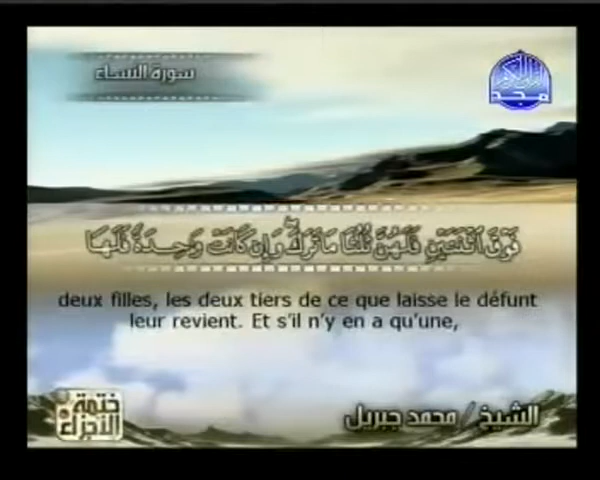 سورة النساء
مجد
فَوْقَ ٱثْنَتَيْنِ فَلَهُنَّ ثُلُثَا مَا تَرَكَ ۖ وَإِن كَانَتْ وَٰحِدَةً فَلَهَا
deux filles, les deux tiers de ce que laisse le défunt
leur revient. Et s'il n'y en a qu'une,
ختمة
الأجزاء
الشيخ / محمد جبريل